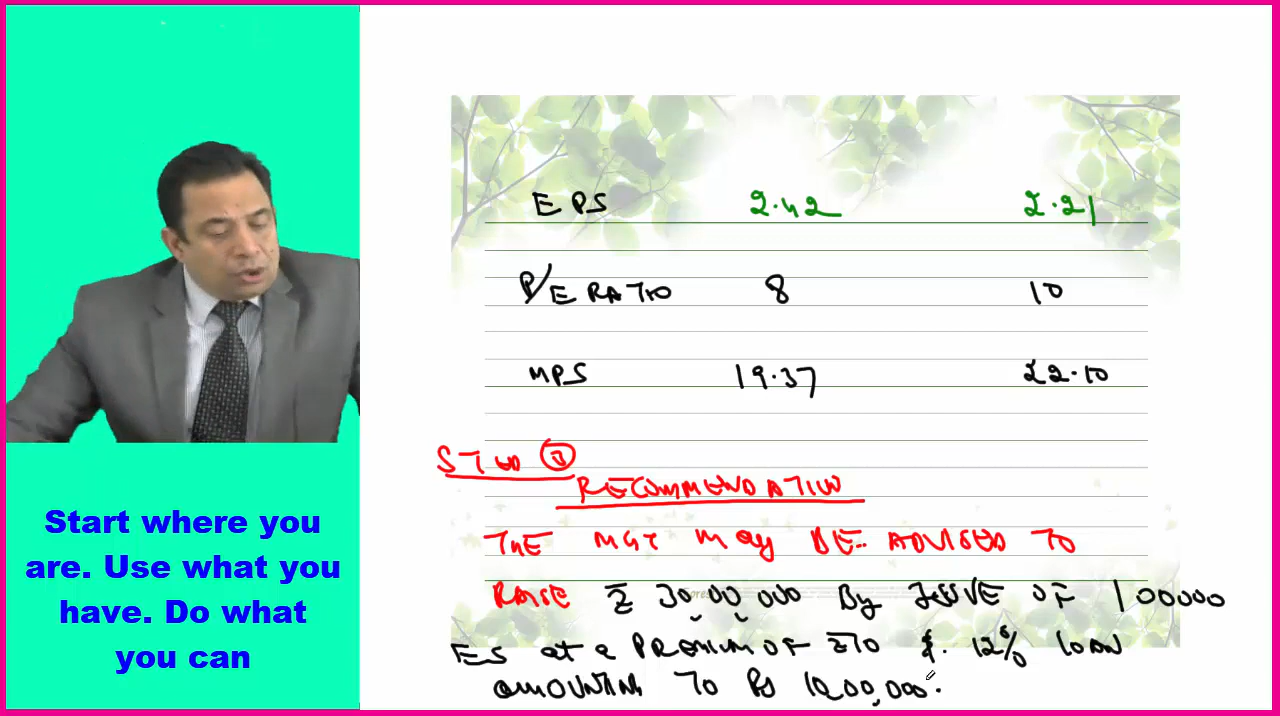 EPS 2.42 2.21
P/E RATIO 8 10
MPS 19.37 22.10
RECOMMENDATION
THE MGT MAY BE ADVISED TO
RAISE ₹ 30,00,000 By ISSUE OF 100000
ES at a PREMIUM OF ₹10 & 12% LOAN
AMOUNTING TO Rs 10,00,000.
Start where you
are. Use what you
have. Do what
you can